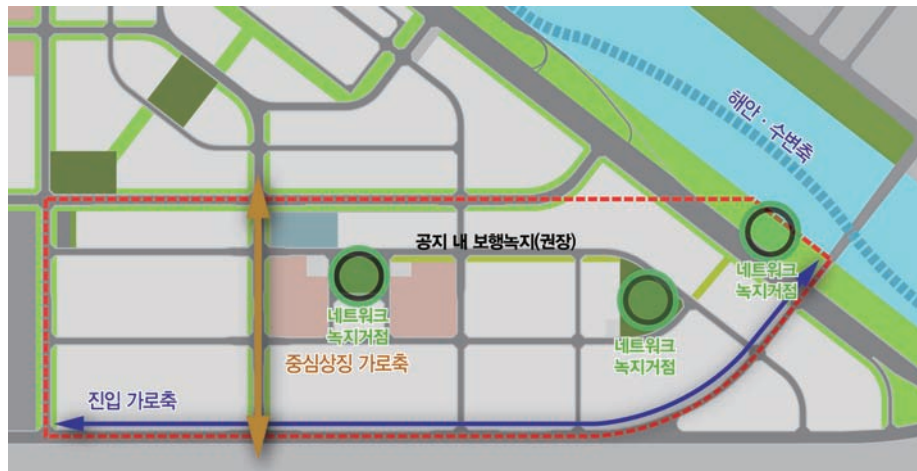 해안 · 수변축
공지 내 보행녹지(권장)
네트워크
녹지거점
네트워크
녹지거점
네트워크
녹지거점
중심상징 가로축
진입 가로축